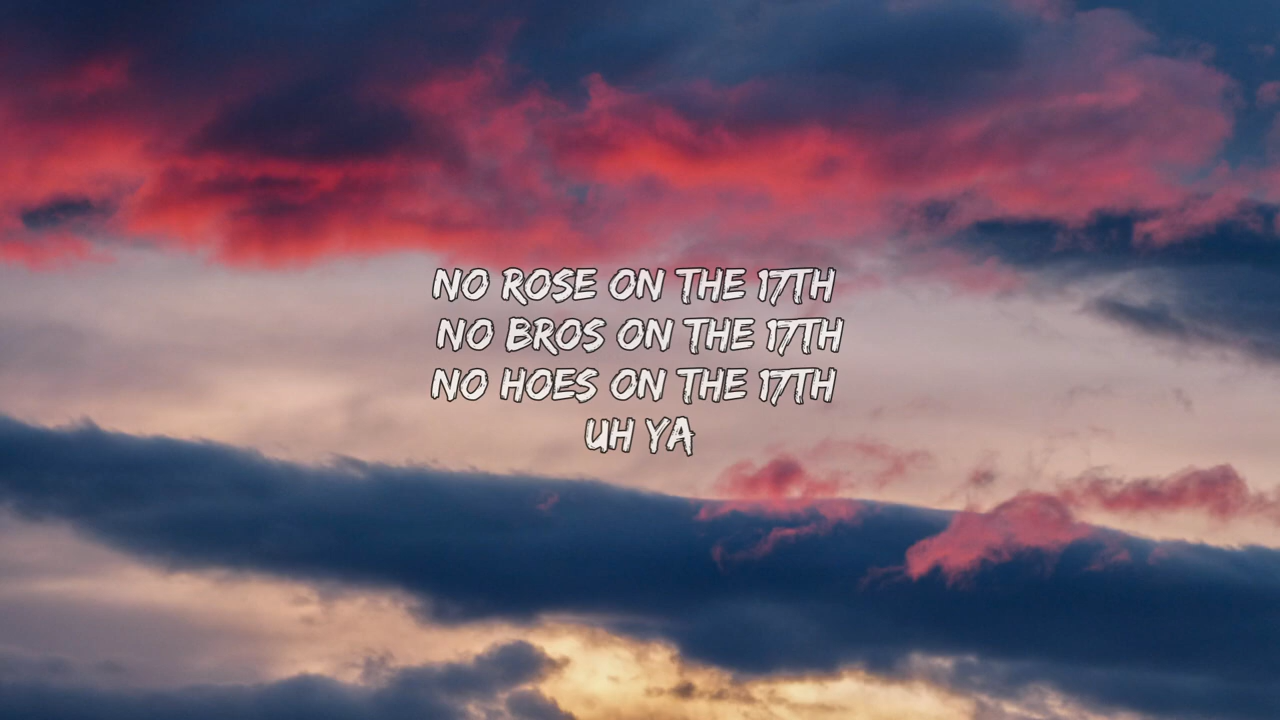 NO ROSE ON THE 17TH
NO BROS ON THE 17TH
NO HOES ON THE 17TH
UH YA